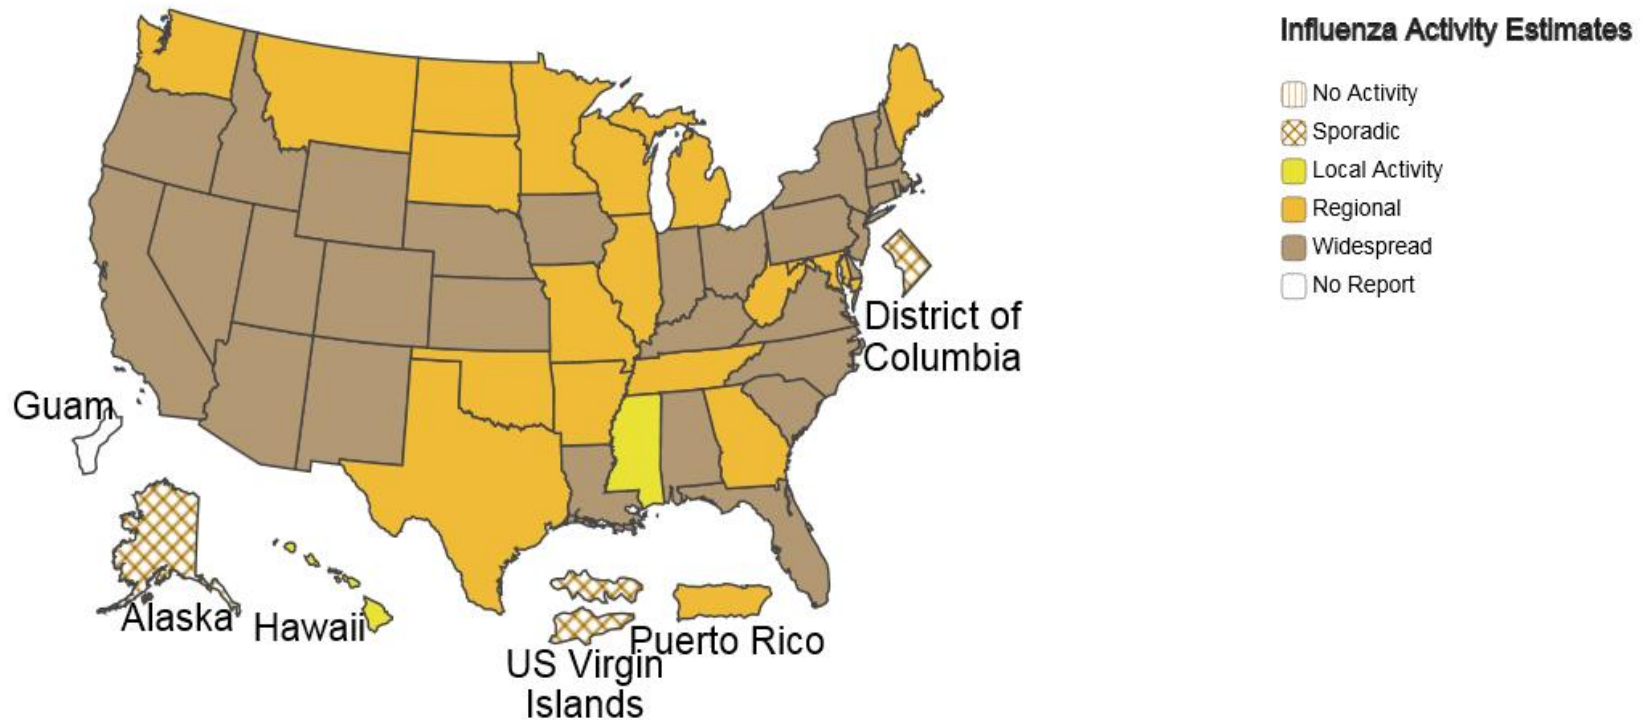 Influenza Activity Estimates
No Activity
Sporadic
Local Activity
Regional
Widespread
No Report
District of
Columbia
Guam
Alaska
Hawaii
US Virgin
Islands
Puerto Rico